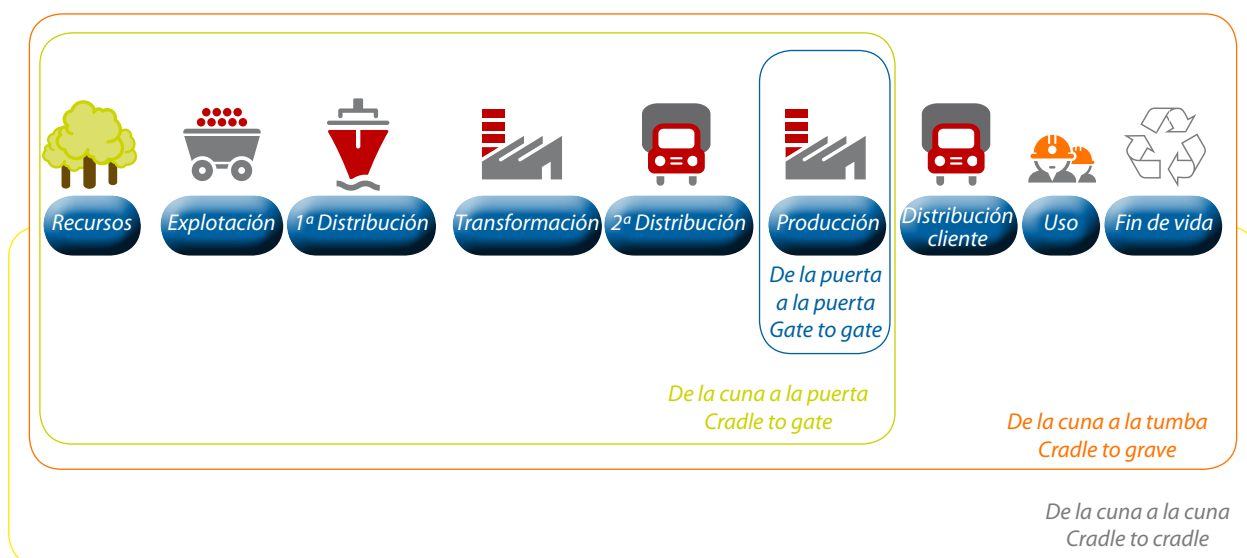 Recursos
Explotación
1ª Distribución
Transformación
2ª Distribución
Producción
Distribución
cliente
Uso
Fin de vida
De la puerta
a la puerta
Gate to gate
De la cuna a la puerta
Cradle to gate
De la cuna a la tumba
Cradle to grave
De la cuna a la cuna
Cradle to cradle